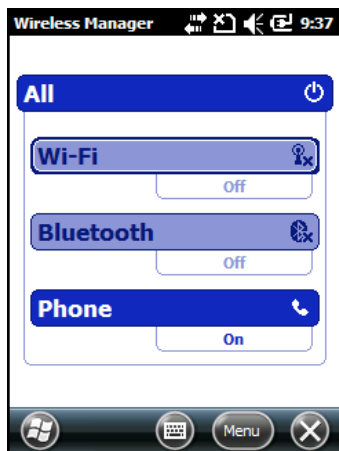 Wireless Manager 9:37
All
Wi-Fi
Off
Bluetooth
Off
Phone
On
Menu